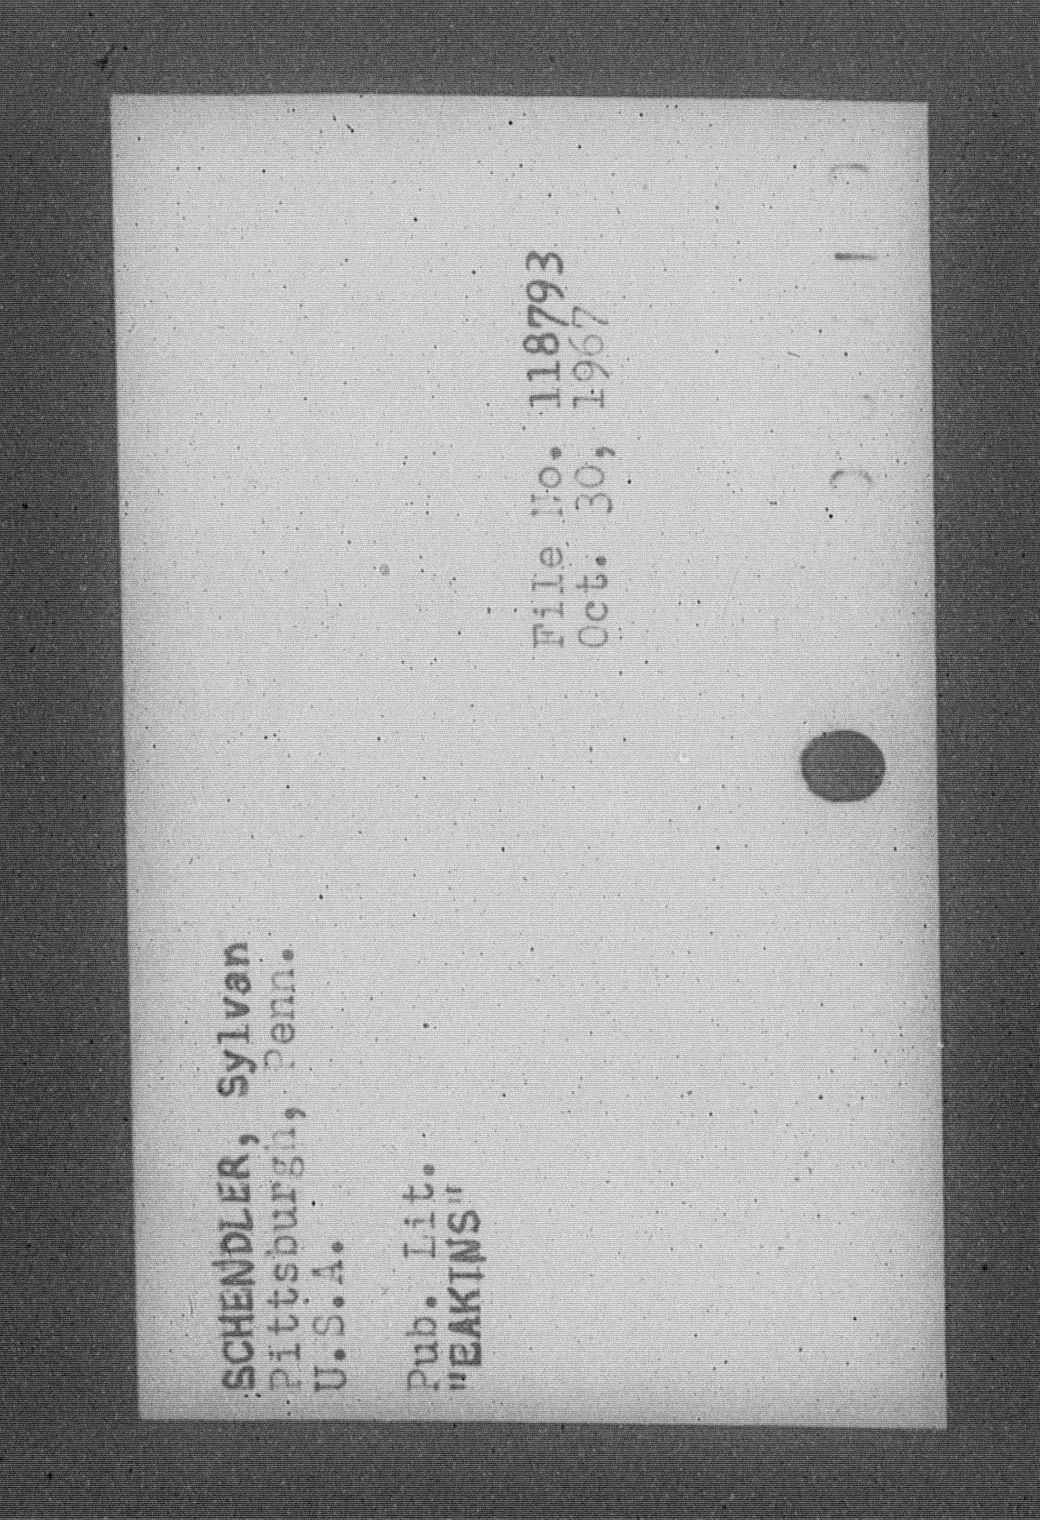 SCHENDLER, Sylvan
Pittsburgh, Penn.
U.S.A.
Pub. Lit.
"EAKINS"
File No. 118793
Oct. 30, 1967